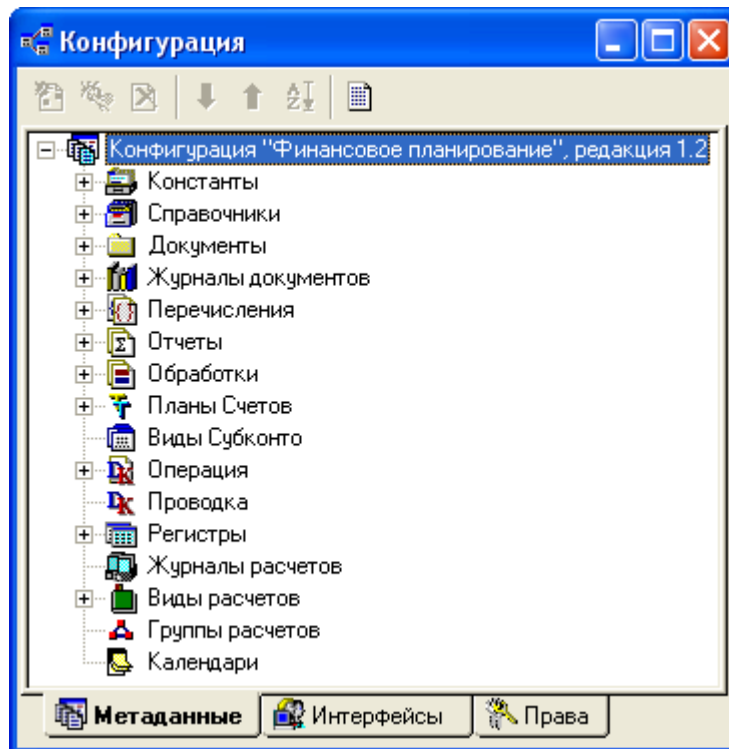 Конфигурация
Конфигурация "Финансовое планирование", редакция 1.2
Константы
Справочники
Документы
Журналы документов
Перечисления
Отчеты
Обработки
Планы Счетов
Виды Субконто
Операция
Проводка
Регистры
Журналы расчетов
Виды расчетов
Группы расчетов
Календари
Метаданные Интерфейсы Права